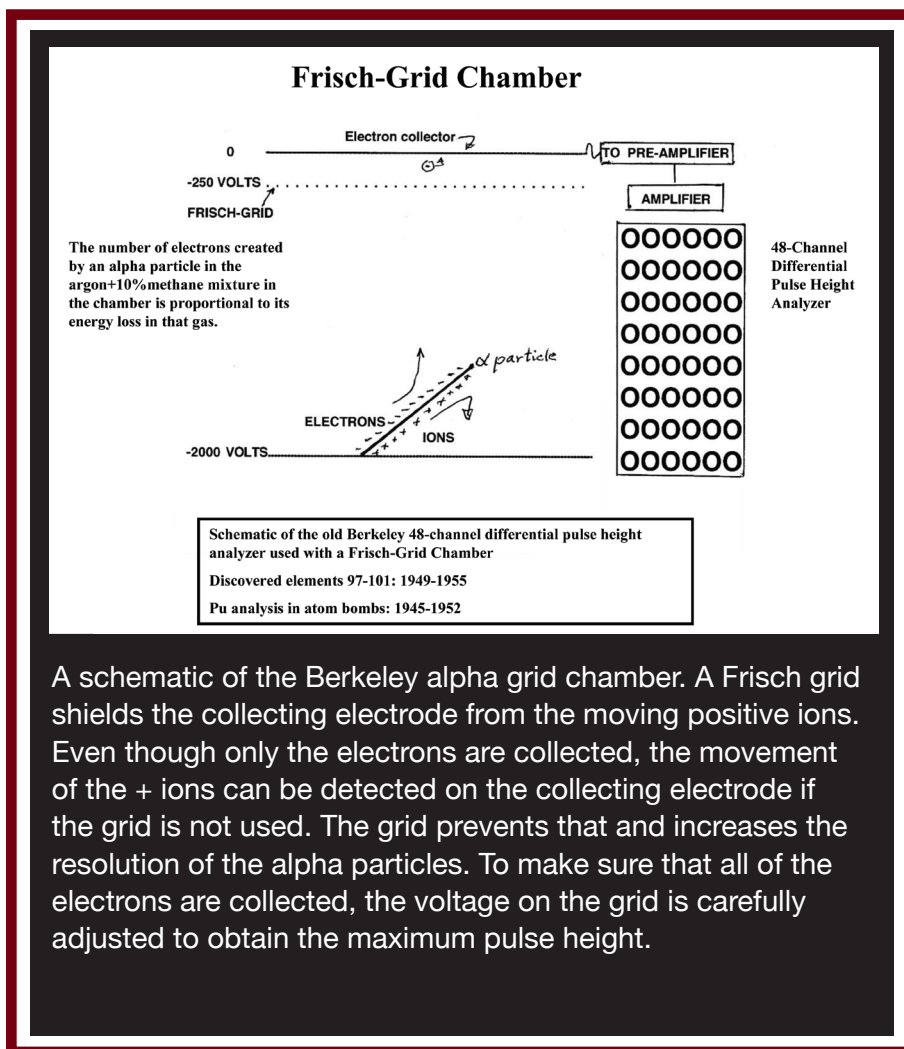 Frisch-Grid Chamber
Electron collector
0
TO PRE-AMPLIFIER
-250 VOLTS
FRISCH-GRID
AMPLIFIER
The number of electrons created
by an alpha particle in the
argon+10%methane mixture in
the chamber is proportional to its
energy loss in that gas.
OOOOOO
OOOOOO
OOOOOO
OOOOOO
OOOOOO
OOOOOO
OOOOOO
OOOOOO
48-Channel
Differential
Pulse Height
Analyzer
α particle
ELECTRONS
IONS
-2000 VOLTS
Schematic of the old Berkeley 48-channel differential pulse height
analyzer used with a Frisch-Grid Chamber
Discovered elements 97-101: 1949-1955
Pu analysis in atom bombs: 1945-1952
A schematic of the Berkeley alpha grid chamber. A Frisch grid
shields the collecting electrode from the moving positive ions.
Even though only the electrons are collected, the movement
of the + ions can be detected on the collecting electrode if
the grid is not used. The grid prevents that and increases the
resolution of the alpha particles. To make sure that all of the
electrons are collected, the voltage on the grid is carefully
adjusted to obtain the maximum pulse height.